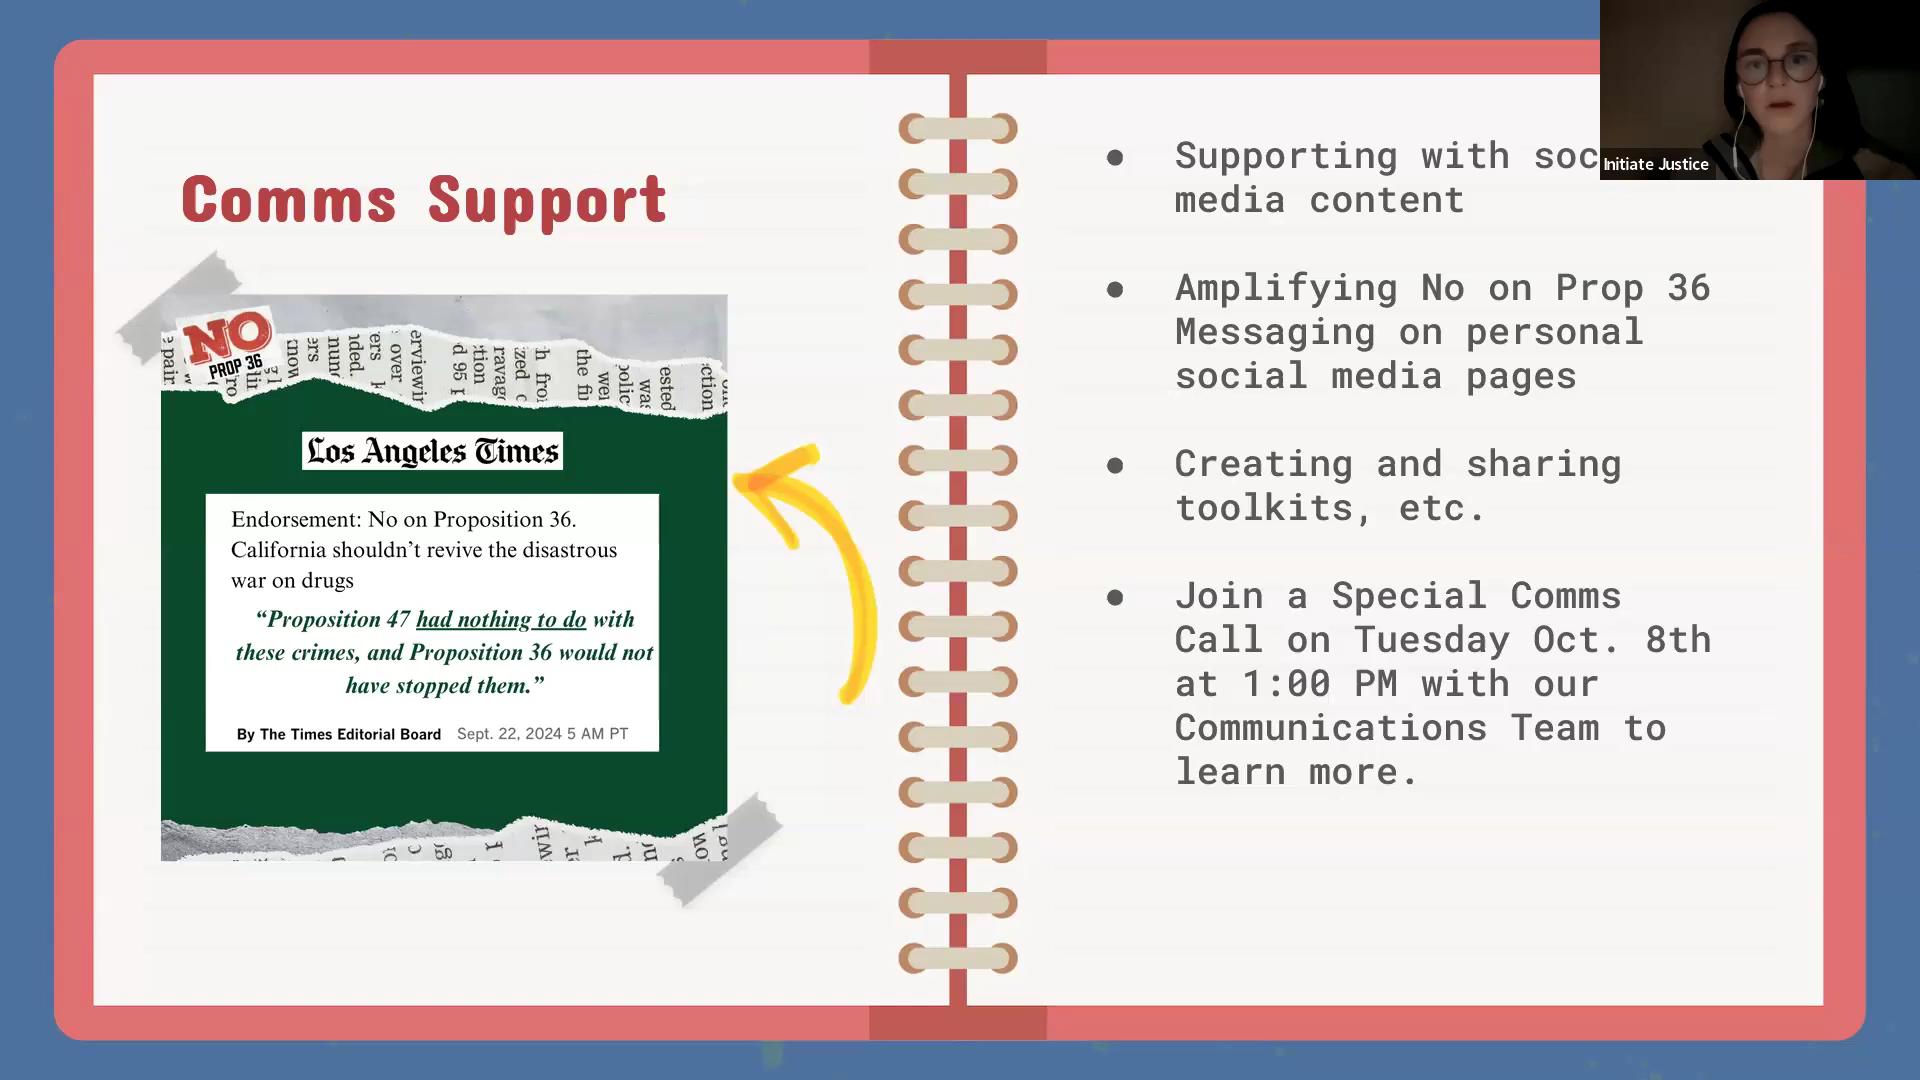 Comms Support
NO
PROP 36
Los Angeles Times
Endorsement: No on Proposition 36.
California shouldn’t revive the disastrous
war on drugs
“Proposition 47 had nothing to do with
these crimes, and Proposition 36 would not
have stopped them.”
By The Times Editorial Board Sept. 22, 2024 5 AM PT
● Supporting with soc
media content
● Amplifying No on Prop 36
Messaging on personal
social media pages
● Creating and sharing
toolkits, etc.
● Join a Special Comms
Call on Tuesday Oct. 8th
at 1:00 PM with our
Communications Team to
learn more.
Initiate Justice